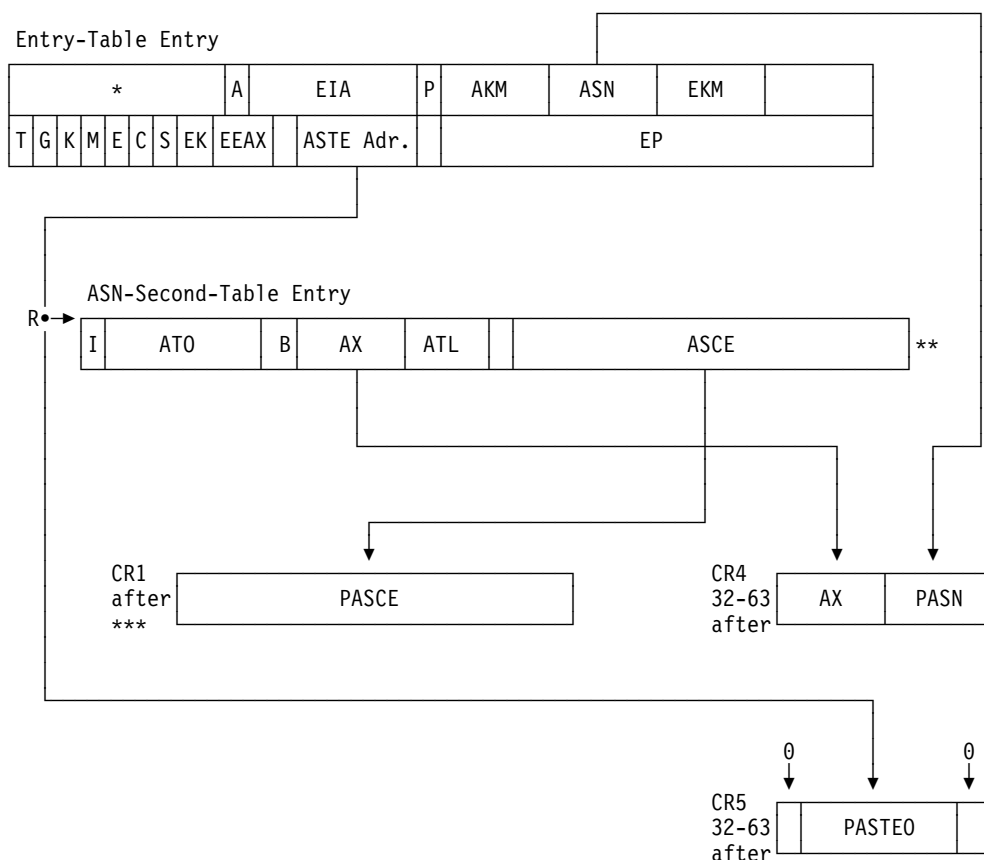 Entry-Table Entry
* A EIA P AKM ASN EKM
T G K M E C S EK EEAX ASTE Adr. EP
ASN-Second-Table Entry
R
I ATO B AX ATL ASCE **
CR1
after
***
PASCE
CR4
32-63
after
AX PASN
0 0
CR5
32-63
after
PASTEO